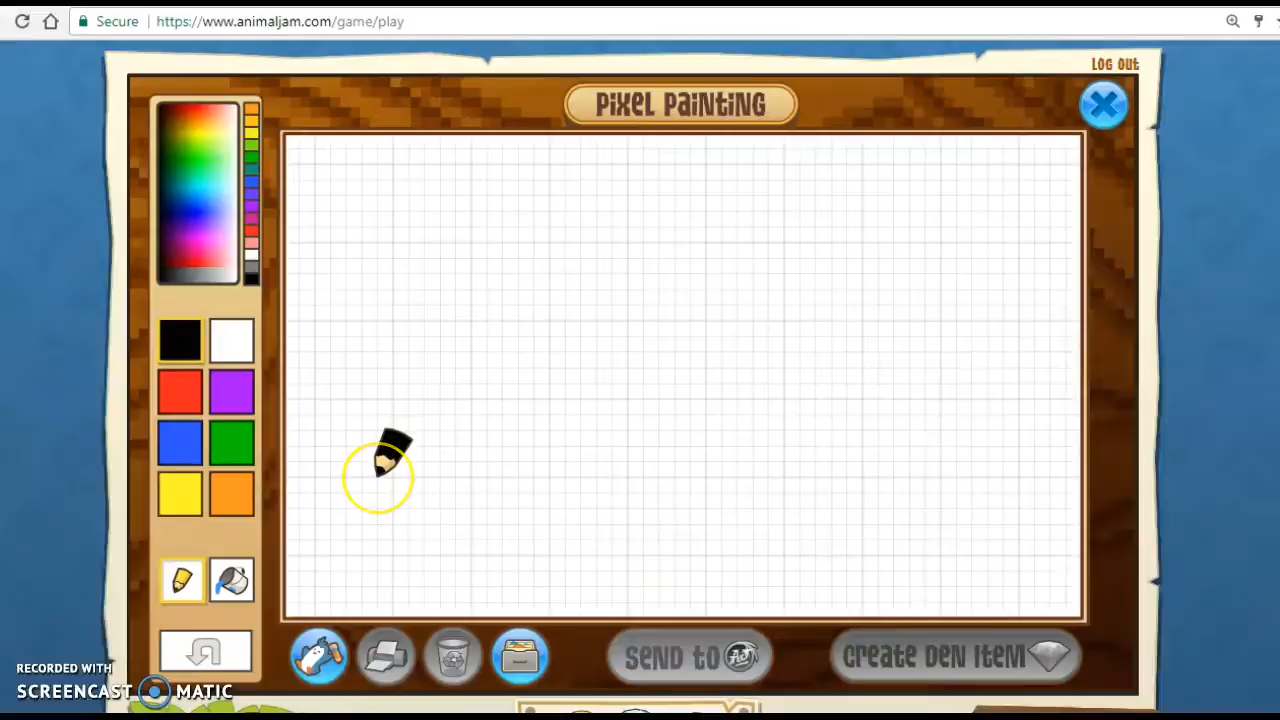 Secure https://www.animaljam.com/game/play
LOG OUT
PIXEL PAINTING
SEND TO AJHQ
CREATE DEN ITEM
RECORDED WITH
SCREENCAST MATIC